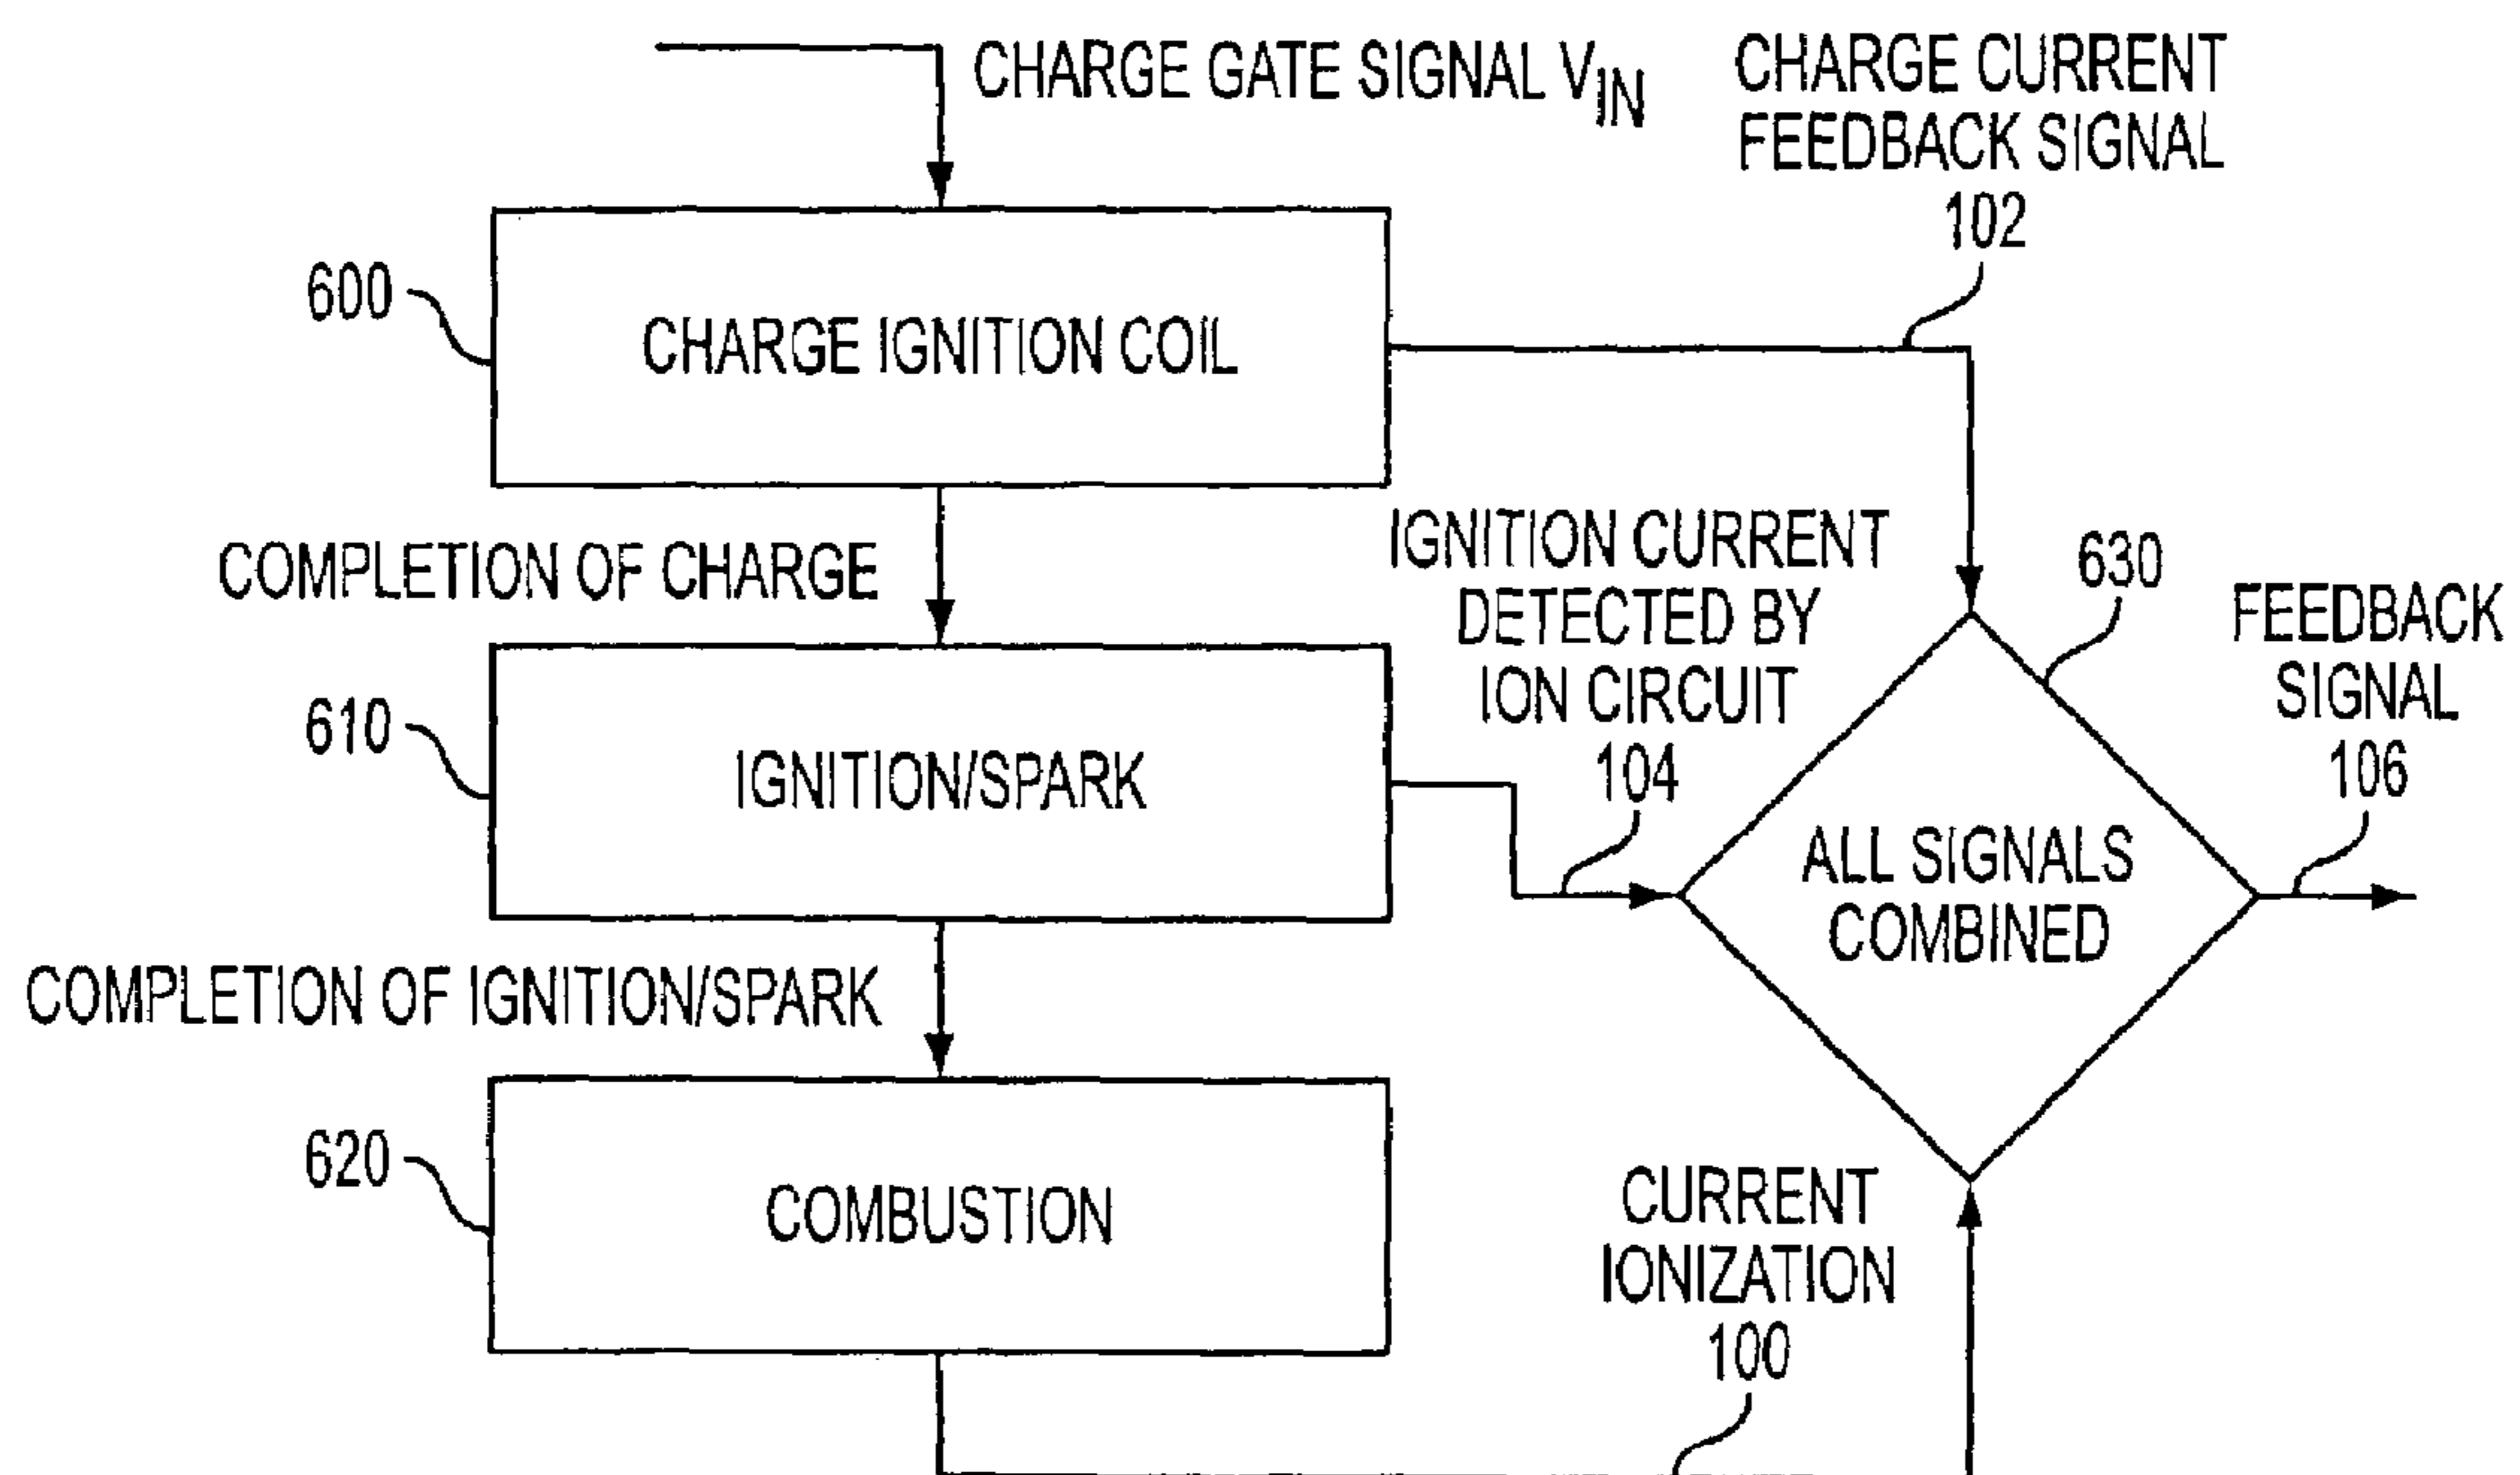 CHARGE GATE SIGNAL VIN
CHARGE CURRENT
FEEDBACK SIGNAL
102
600
CHARGE IGNITION COIL
COMPLETION OF CHARGE
IGNITION CURRENT
DETECTED BY
ION CIRCUIT
104
630
FEEDBACK
SIGNAL
106
610
IGNITION/SPARK
ALL SIGNALS
COMBINED
COMPLETION OF IGNITION/SPARK
620
COMBUSTION
CURRENT
IONIZATION
100